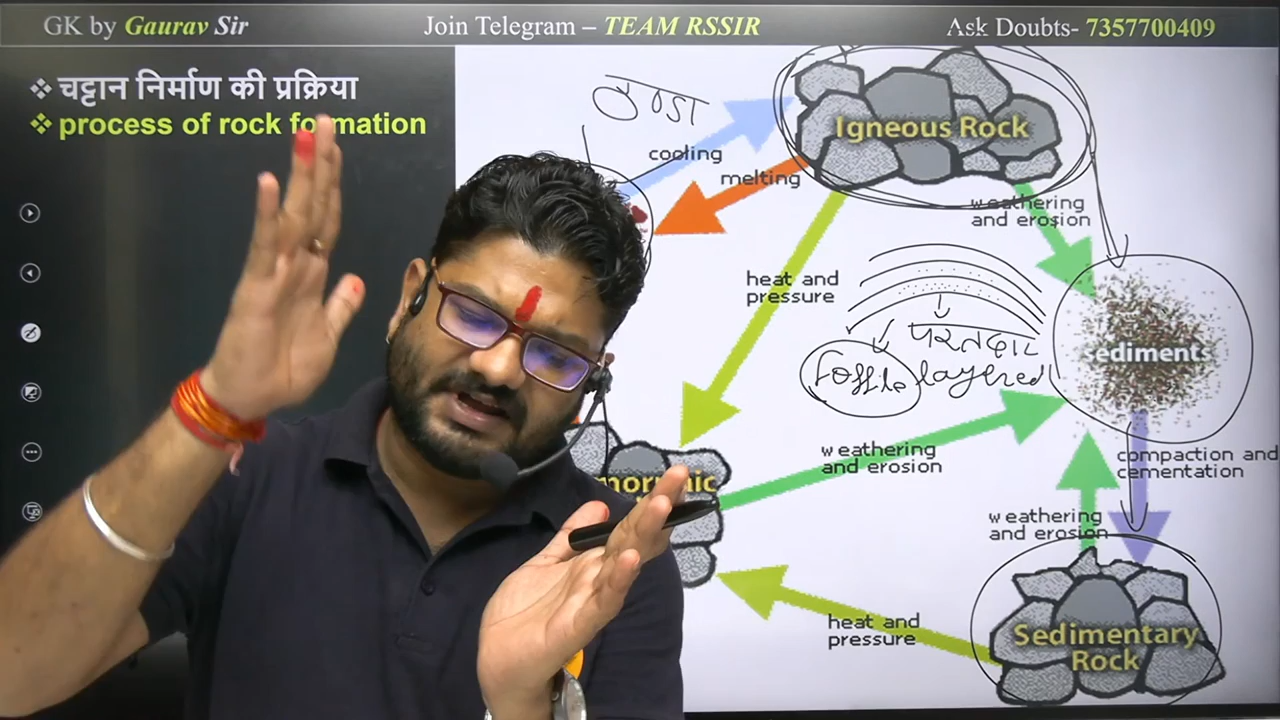 GK by Gaurav Sir
Join Telegram – TEAM RSSIR
Ask Doubts- 7357700409
❖ चट्टान निर्माण की प्रक्रिया
❖ process of rock formation
ठण्डा
Igneous Rock
cooling
melting
weathering
and erosion
heat and
pressure
परतदार
layered
sediments
weathering
and erosion
compaction and
cementation
weathering
and erosion
heat and
pressure
Sedimentary
Rock